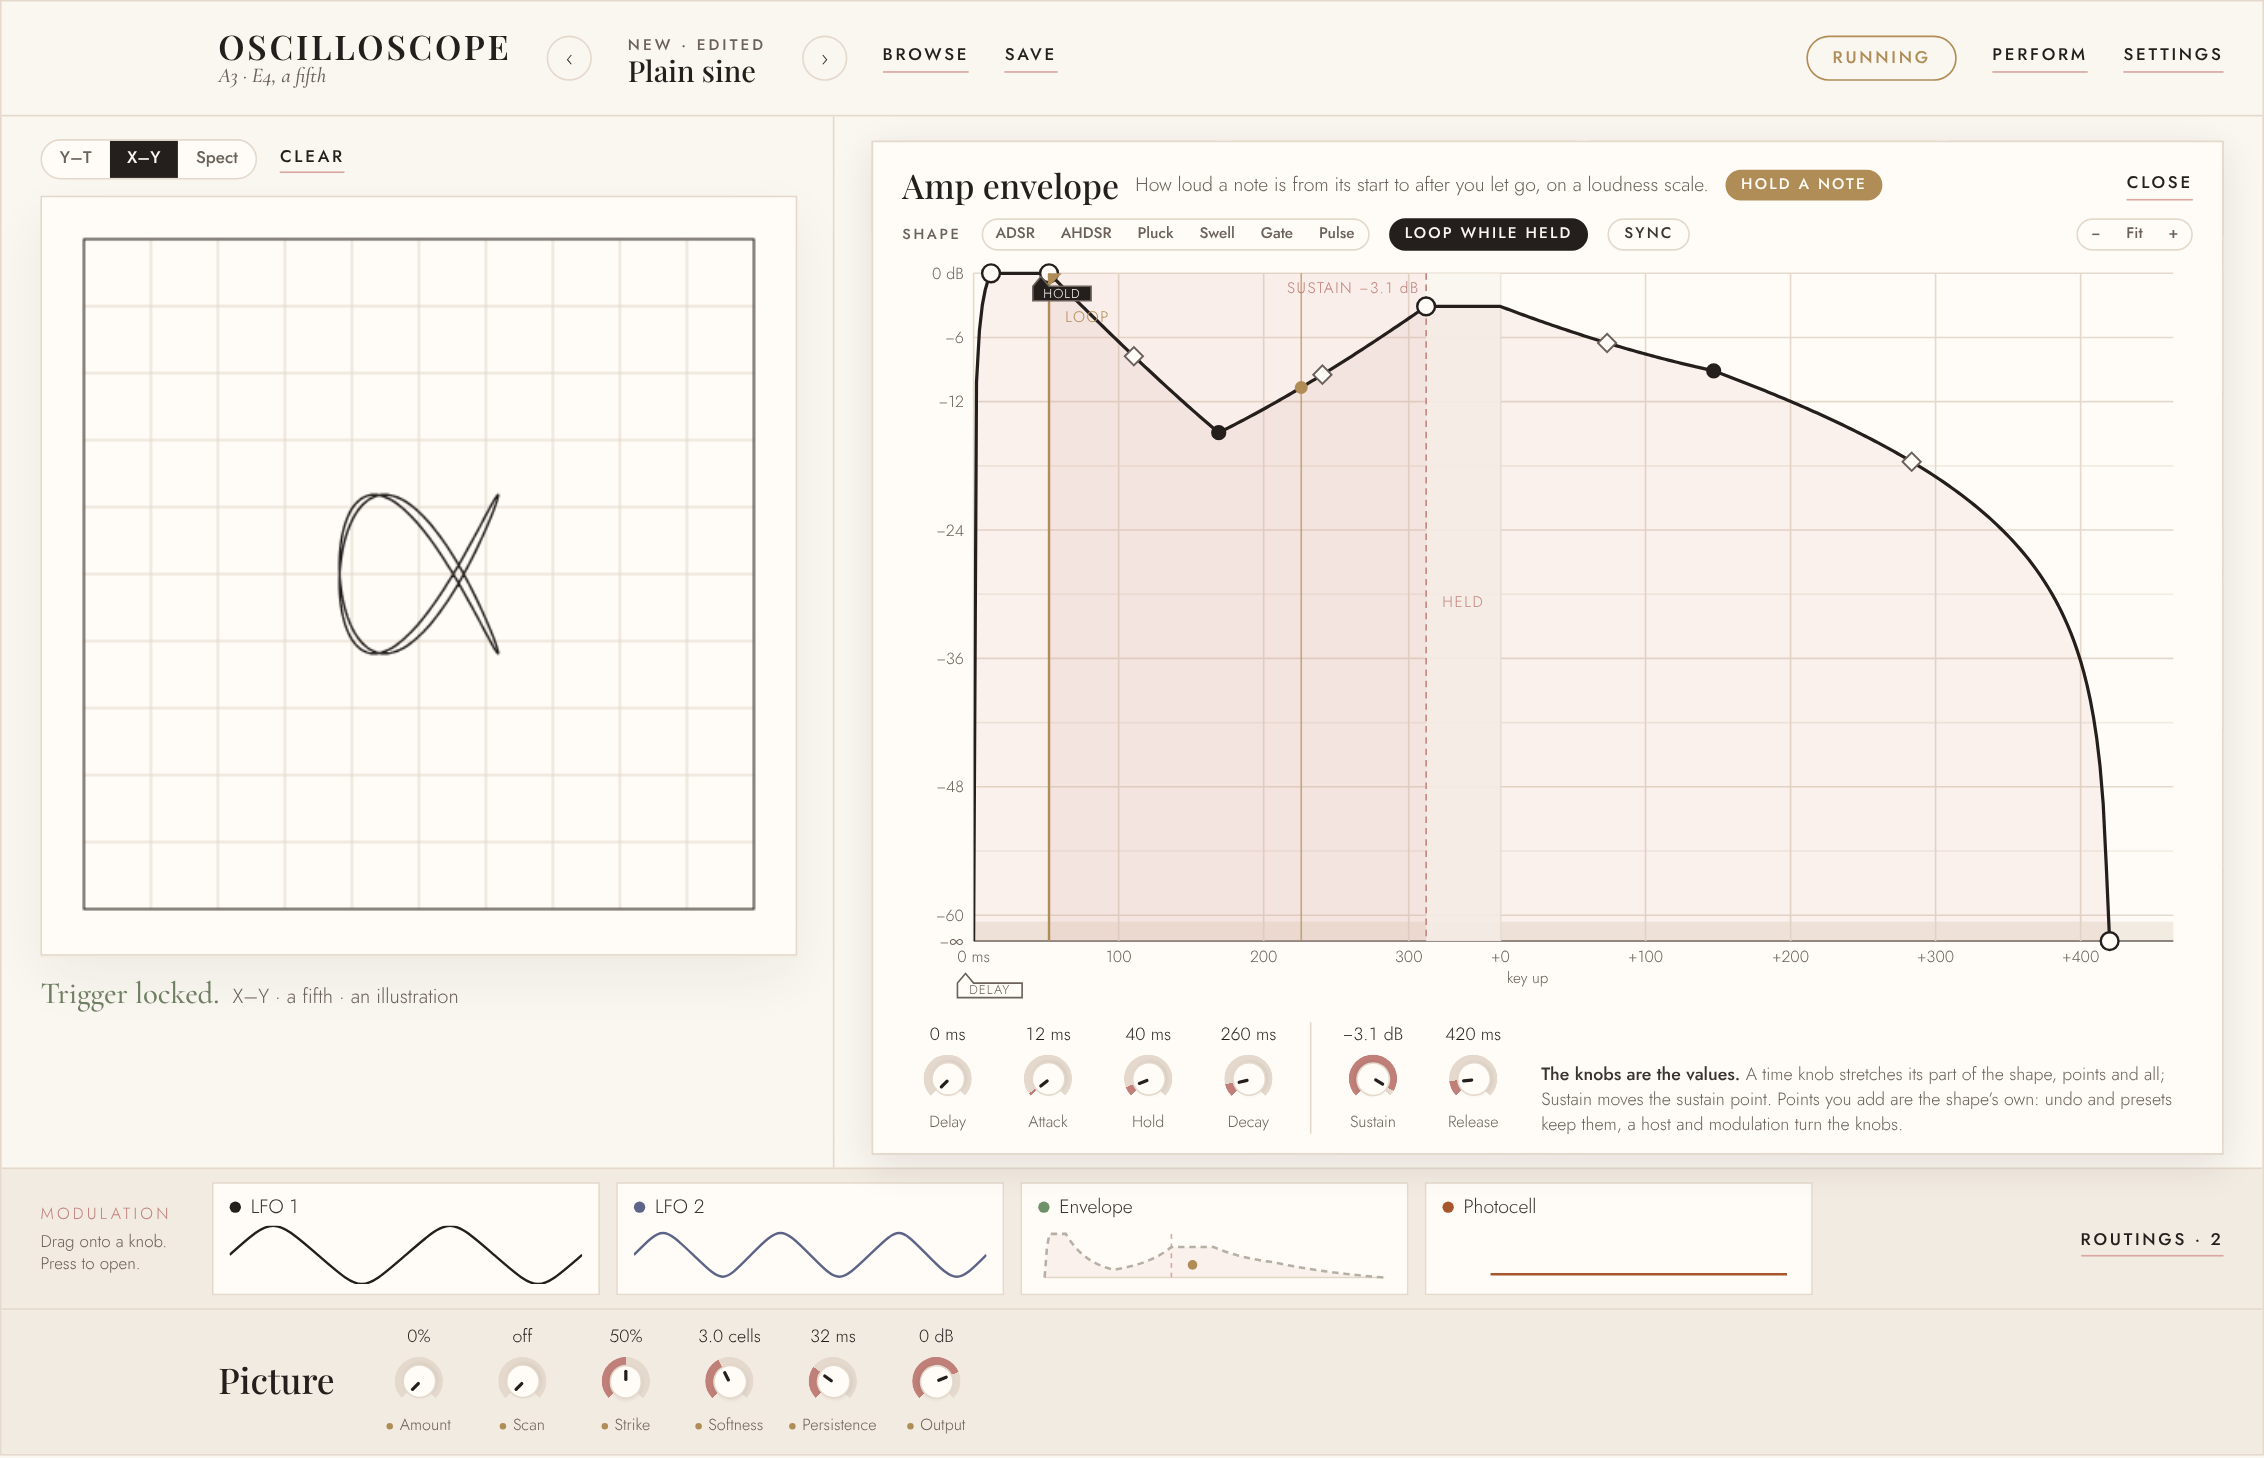 OSCILLOSCOPE
A3 · E4, a fifth
‹
NEW · EDITED
Plain sine
›
BROWSE
SAVE
RUNNING
PERFORM
SETTINGS
Y–T
X–Y
Spect
CLEAR
Trigger locked. X–Y · a fifth · an illustration
Amp envelope
How loud a note is from its start to after you let go, on a loudness scale.
HOLD A NOTE
CLOSE
SHAPE
ADSR
AHDSR
Pluck
Swell
Gate
Pulse
LOOP WHILE HELD
SYNC
− Fit +
0 dB
−6
−12
−24
−36
−48
−60
−∞
HOLD
LOOP
SUSTAIN −3.1 dB
HELD
0 ms
100
200
300
+0
key up
+100
+200
+300
+400
DELAY
0 ms
12 ms
40 ms
260 ms
−3.1 dB
420 ms
Delay
Attack
Hold
Decay
Sustain
Release
The knobs are the values. A time knob stretches its part of the shape, points and all;
Sustain moves the sustain point. Points you add are the shape’s own: undo and presets
keep them, a host and modulation turn the knobs.
MODULATION
Drag onto a knob.
Press to open.
LFO 1
LFO 2
Envelope
Photocell
ROUTINGS · 2
Picture
0%
off
50%
3.0 cells
32 ms
0 dB
Amount
Scan
Strike
Softness
Persistence
Output